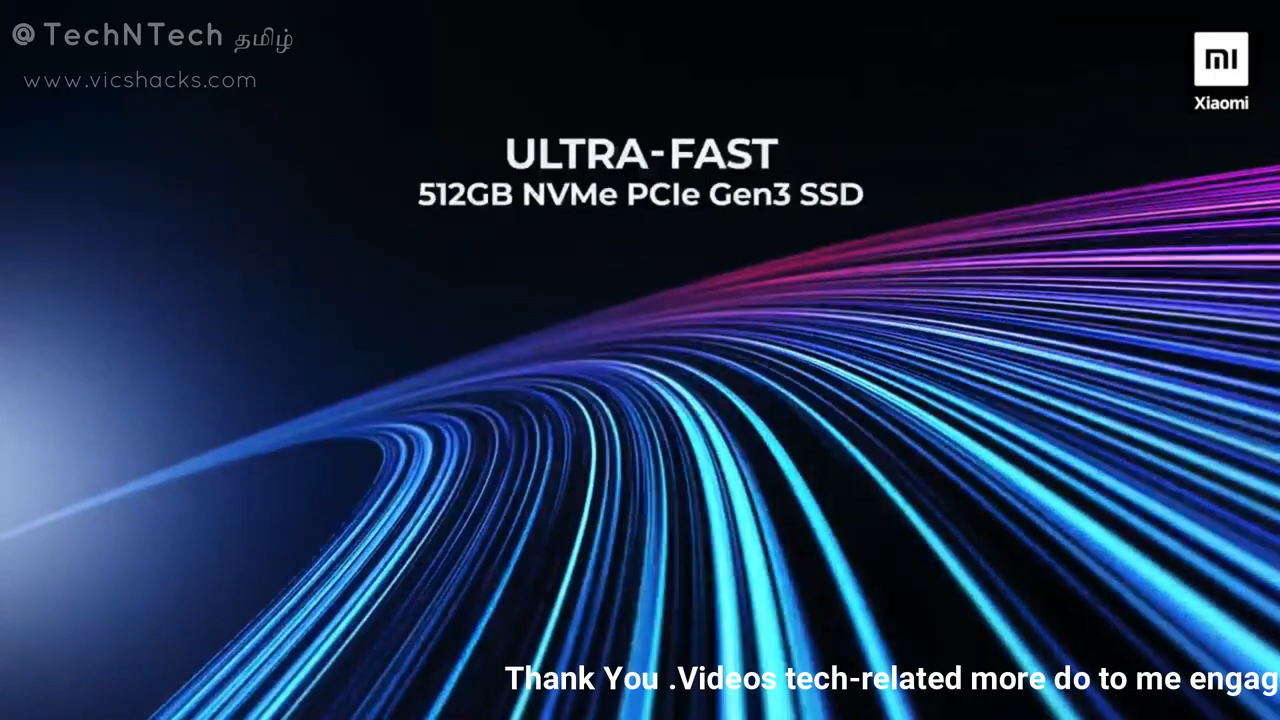 @TechNTech தமிழ்
www.vicshacks.com
mi
Xiaomi
ULTRA-FAST
512GB NVMe PCIe Gen3 SSD
Thank You .Videos tech-related more do to me engag